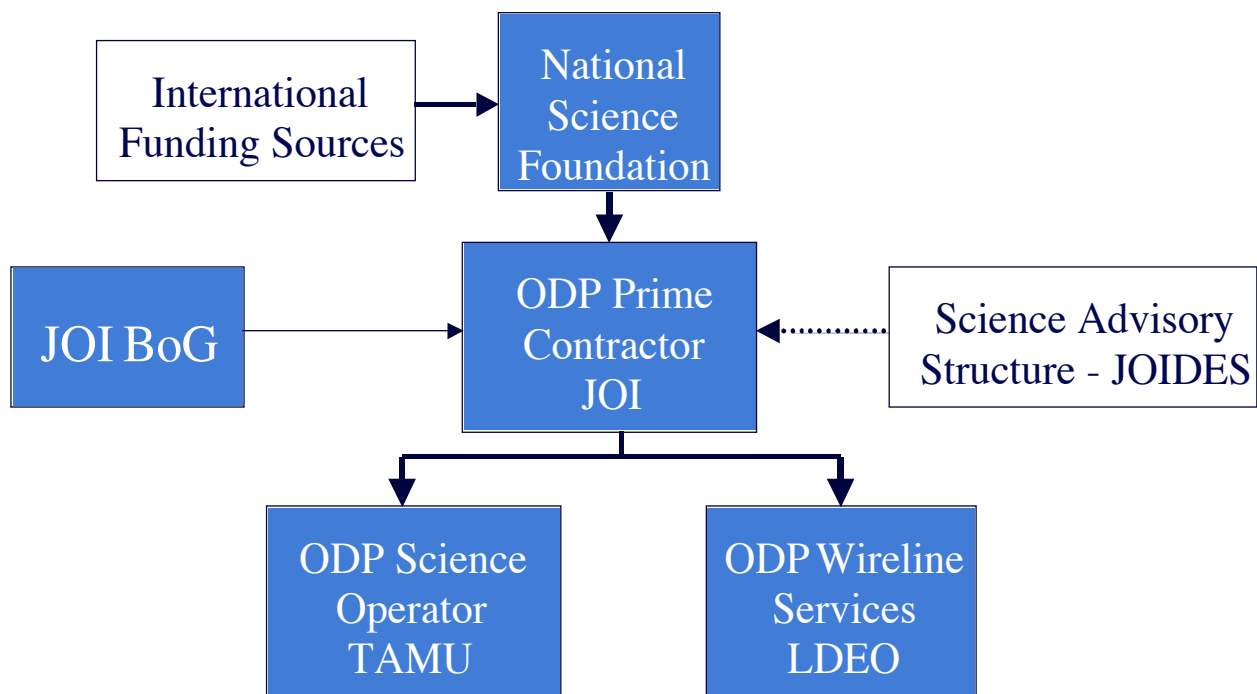 International
Funding Sources
National
Science
Foundation
JOI BoG
ODP Prime
Contractor
JOI
Science Advisory
Structure - JOIDES
ODP Science
Operator
TAMU
ODP Wireline
Services
LDEO